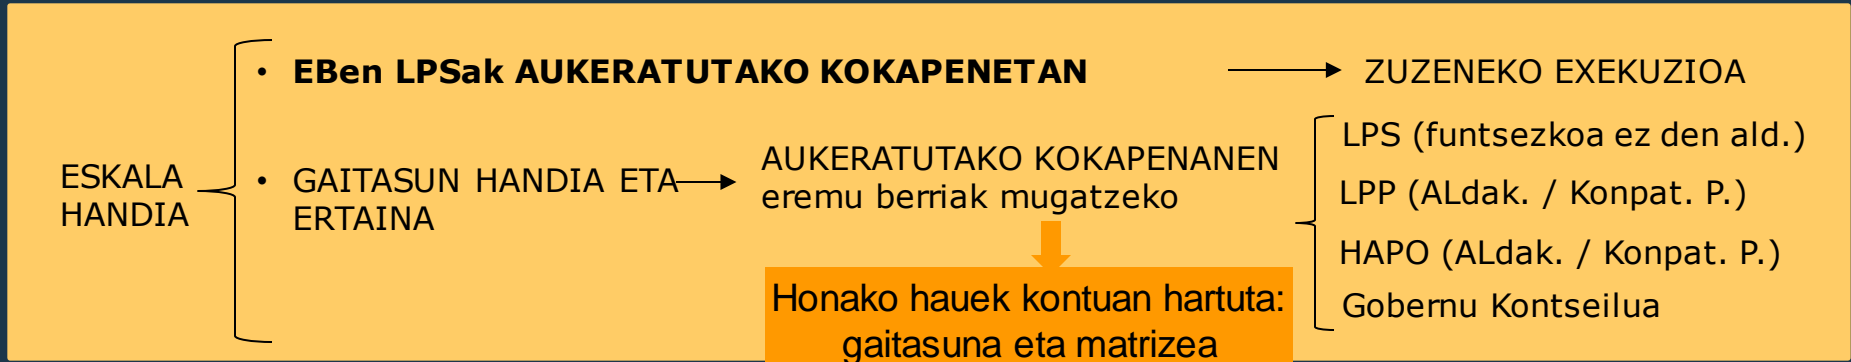 ESKALA
HANDIA
• EBen LPSak AUKERATUTAKO KOKAPENETAN
ZUZENEKO EXEKUZIOA
• GAITASUN HANDIA ETA
ERTAINA
AUKERATUTAKO KOKAPENANEN
eremu berriak mugatzeko
Honako hauek kontuan hartuta:
gaitasuna eta matrizea
LPS (funtsezkoa ez den ald.)
LPP (ALdak. / Konpat. P.)
HAPO (ALdak. / Konpat. P.)
Gobernu Kontseilua